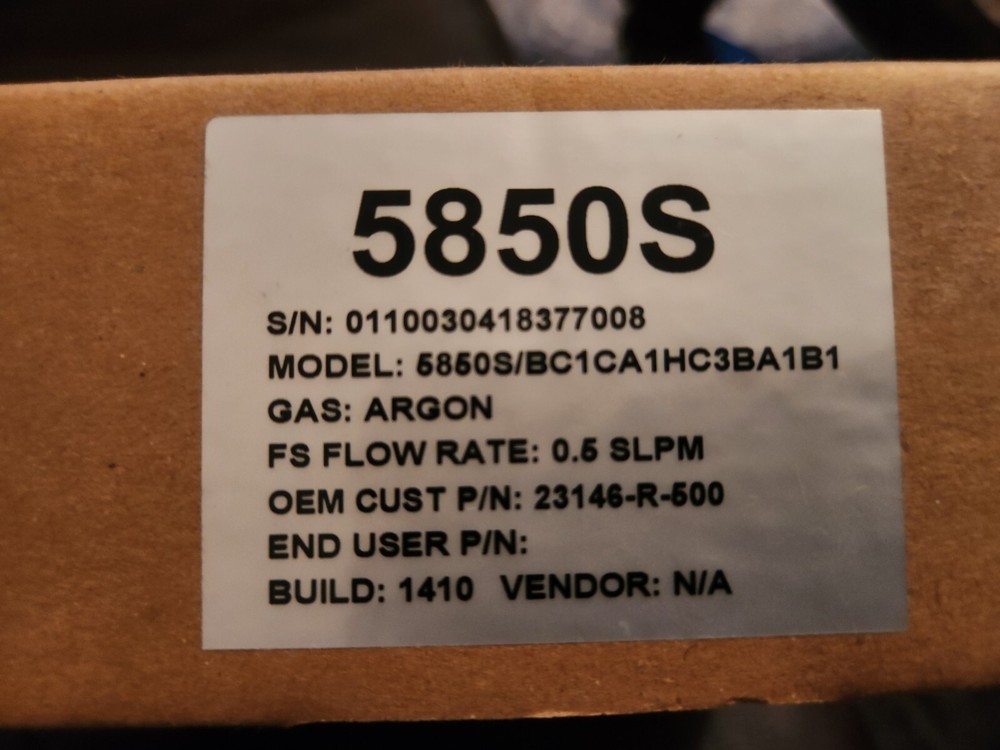 5850S
S/N: 0110030418377008
MODEL: 5850S/BC1CA1HC3BA1B1
GAS: ARGON
FS FLOW RATE: 0.5 SLPM
OEM CUST P/N: 23146-R-500
END USER P/N:
BUILD: 1410 VENDOR: N/A